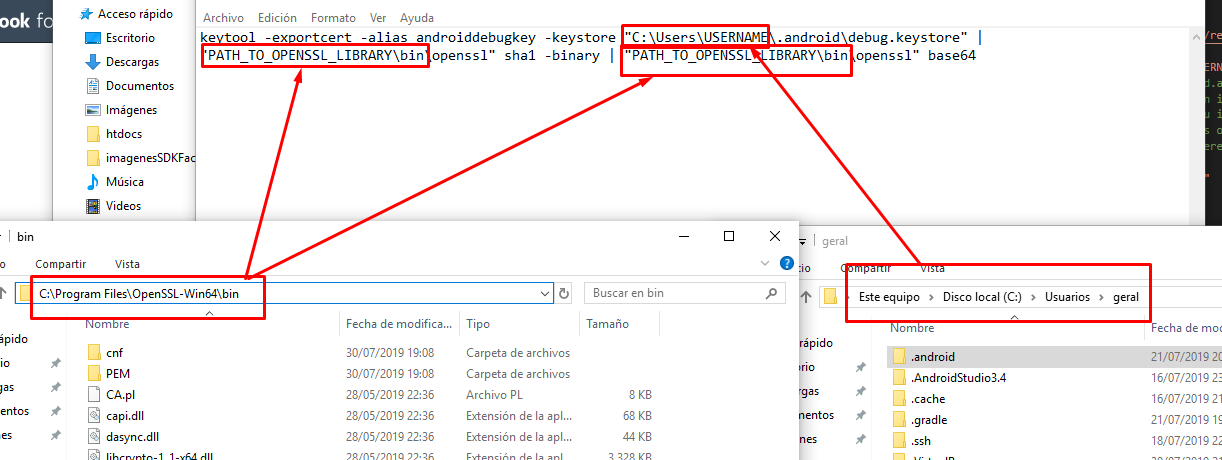 ook fo
Acceso rápido
Escritorio
Descargas
Documentos
Imágenes
htdocs
imagenesSDKFac
Música
Videos
Archivo Edición Formato Ver Ayuda
keytool -exportcert -alias androiddebugkey -keystore "C:\Users\USERNAME\.android\debug.keystore" |
"PATH_TO_OPENSSL_LIBRARY\bin\openssl" sha1 -binary | "PATH_TO_OPENSSL_LIBRARY\bin\openssl" base64
bin
Compartir Vista
C:\Program Files\OpenSSL-Win64\bin
Buscar en bin
Nombre Fecha de modifica... Tipo Tamaño
cnf 30/07/2019 19:08 Carpeta de archivos
PEM 30/07/2019 19:08 Carpeta de archivos
CA.pl 28/05/2019 22:36 Archivo PL 8 KB
capi.dll 28/05/2019 22:36 Extensión de la apl... 68 KB
dasync.dll 28/05/2019 22:36 Extensión de la apl... 44 KB
libcrypto-1_1-x64.dll 28/05/2019 22:36 Extensión de la apl... 3.328 KB
geral
Compartir Vista
Este equipo > Disco local (C:) > Usuarios > geral
Nombre Fecha de mo
.android 21/07/2019 20
.AndroidStudio3.4 16/07/2019 23
.cache 16/07/2019 21
.gradle 21/07/2019 19
.ssh 18/07/2019 22